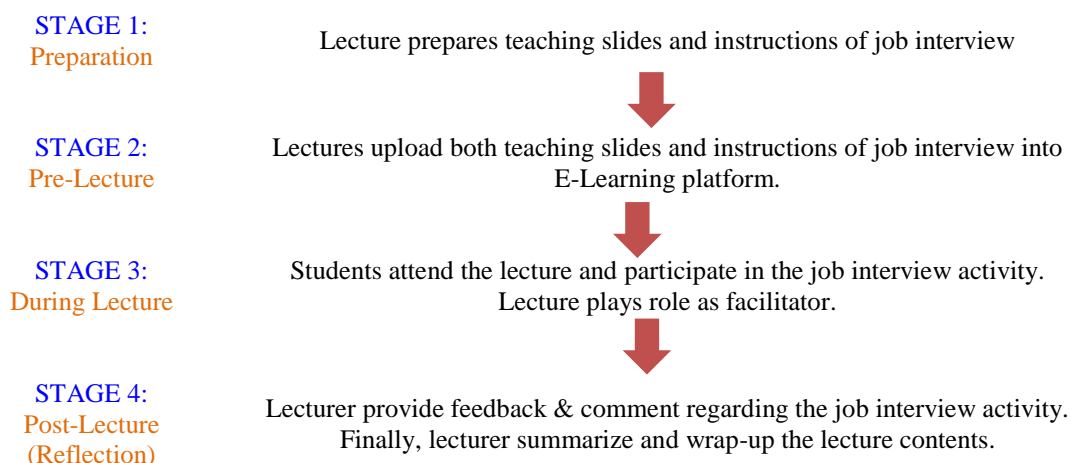 STAGE 1:
Preparation
Lecture prepares teaching slides and instructions of job interview
STAGE 2:
Pre-Lecture
Lectures upload both teaching slides and instructions of job interview into
E-Learning platform.
STAGE 3:
During Lecture
Students attend the lecture and participate in the job interview activity.
Lecture plays role as facilitator.
STAGE 4:
Post-Lecture
(Reflection)
Lecturer provide feedback & comment regarding the job interview activity.
Finally, lecturer summarize and wrap-up the lecture contents.